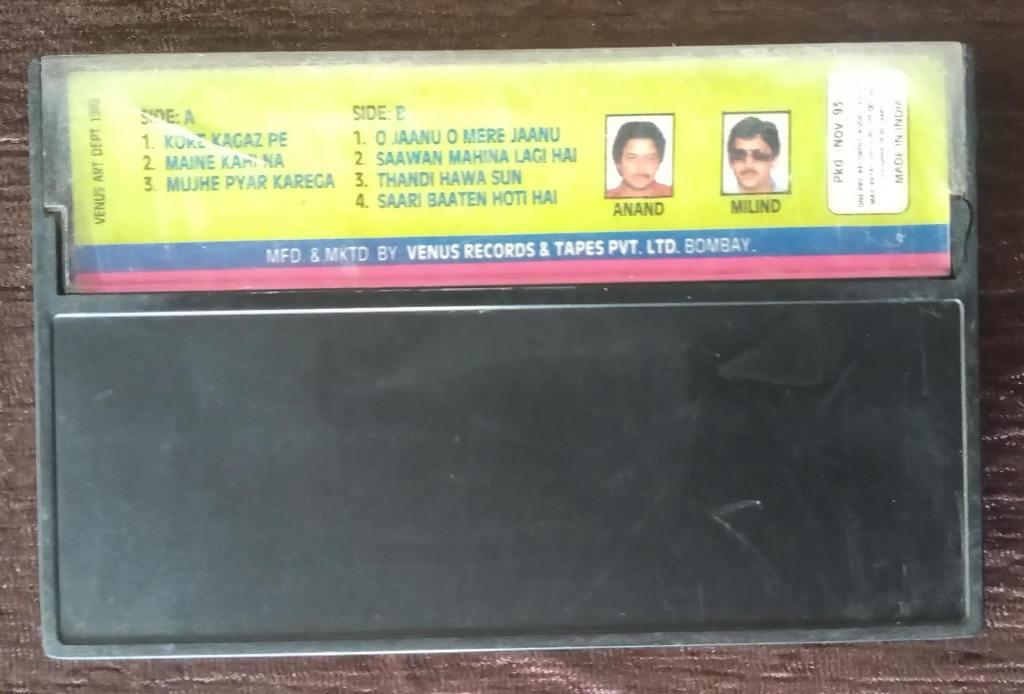 VENUS ART DEPT. 1993
SIDE: A
1. KORE KAGAZ PE
2. MAINE KAHI NA
3. MUJHE PYAR KAREGA
SIDE: B
1. O JAANU O MERE JAANU
2. SAAWAN MAHINA LAGI HAI
3. THANDI HAWA SUN
4. SAARI BAATEN HOTI HAI
ANAND
MILIND
Pkd Nov 93
MADE IN INDIA
MFD. & MKTD BY VENUS RECORDS & TAPES PVT. LTD. BOMBAY.